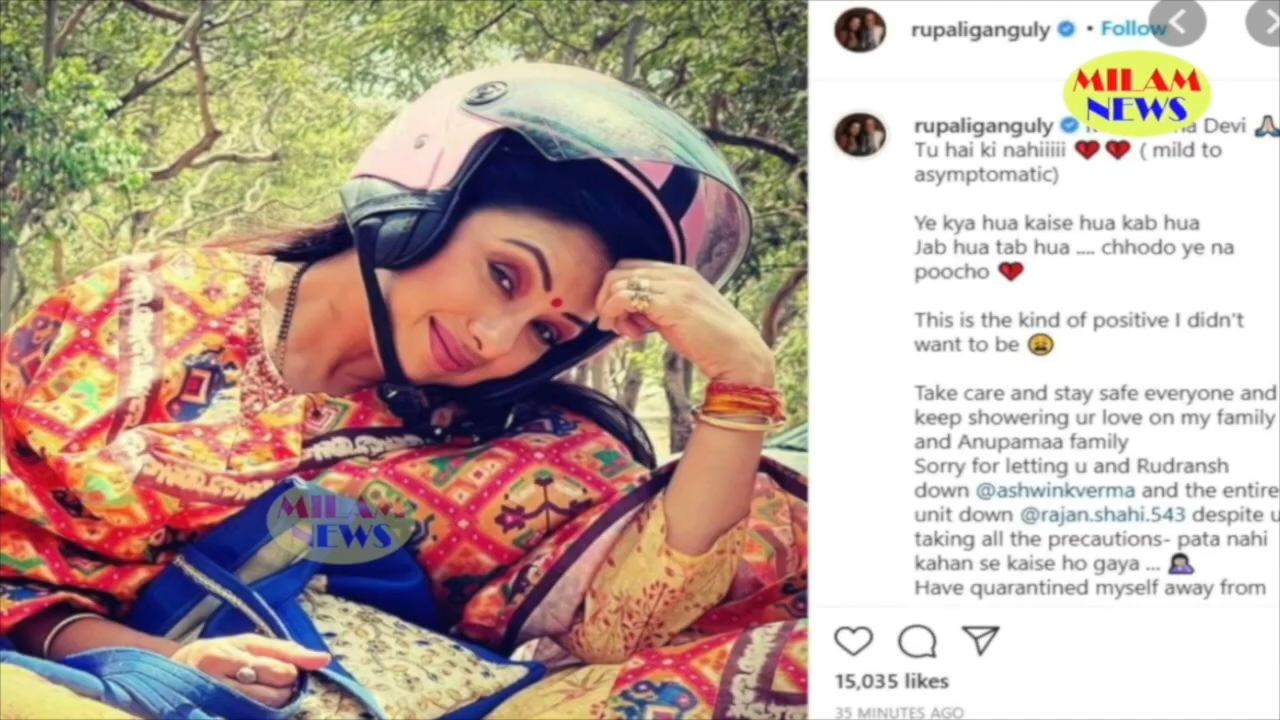 rupaliganguly • Follow
MILAM
NEWS
rupaliganguly Devi
Tu hai ki nahiiiii ( mild to
asymptomatic)
Ye kya hua kaise hua kab hua
Jab hua tab hua .... chhodo ye na
poocho
This is the kind of positive I didn't
want to be
Take care and stay safe everyone and
keep showering ur love on my family
and Anupamaa family
Sorry for letting u and Rudransh
down @ashwinkverma and the entire
unit down @rajan.shahi.543 despite
taking all the precautions- pata nahi
kahan se kaise ho gaya ...
Have quarantined myself away from
15,035 likes
35 MINUTES AGO
MILAM
NEWS